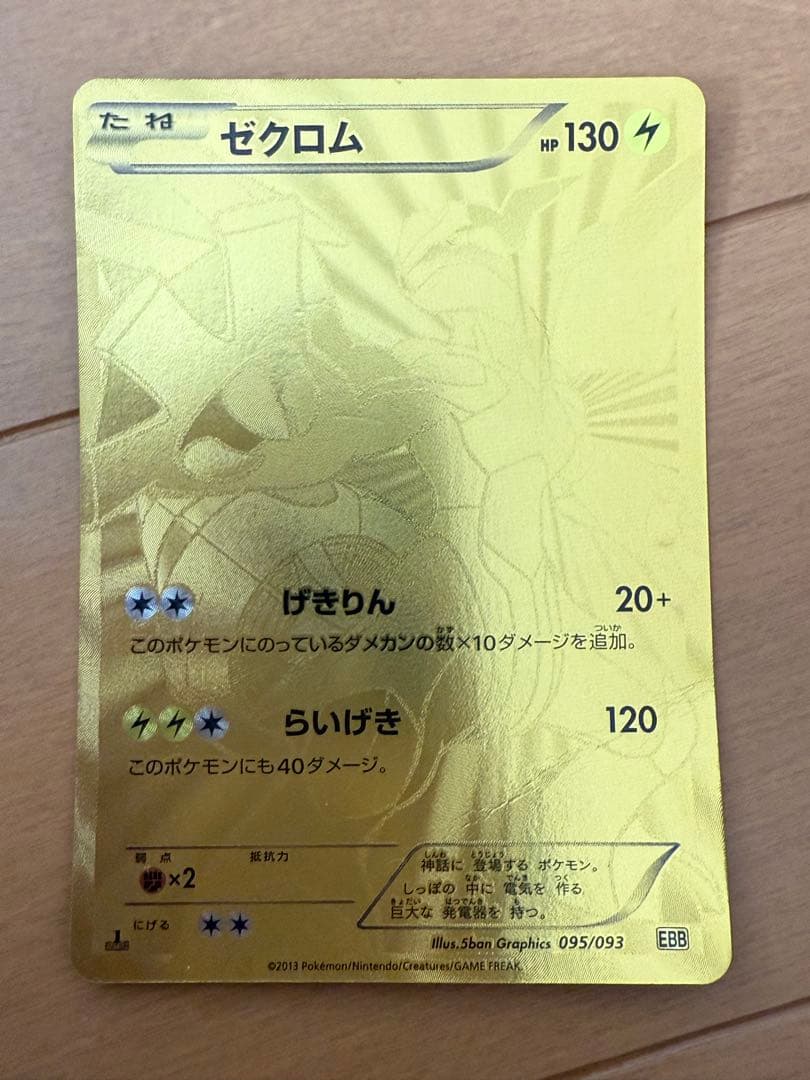 たね ゼクロム HP130
げきりん 20+
このポケモンにのっているダメカンの数×10ダメージを追加。
らいげき 120
このポケモンにも40ダメージ。
弱点 抵抗力
×2
にげる
神話に 登場する ポケモン。
しっぽの 中に 電気を 作る
巨大な 発電器を 持つ。
1 Illus.5ban Graphics 095/093 EBB
©2013 Pokémon/Nintendo/Creatures/GAME FREAK.